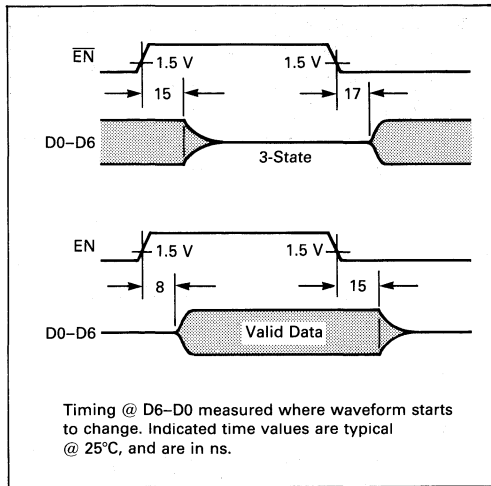 E̅N̅
1.5 V 1.5 V
15 17
D0–D6
3-State
EN
1.5 V 1.5 V
8 15
D0–D6 Valid Data
Timing @ D6–D0 measured where waveform starts
to change. Indicated time values are typical
@ 25°C, and are in ns.